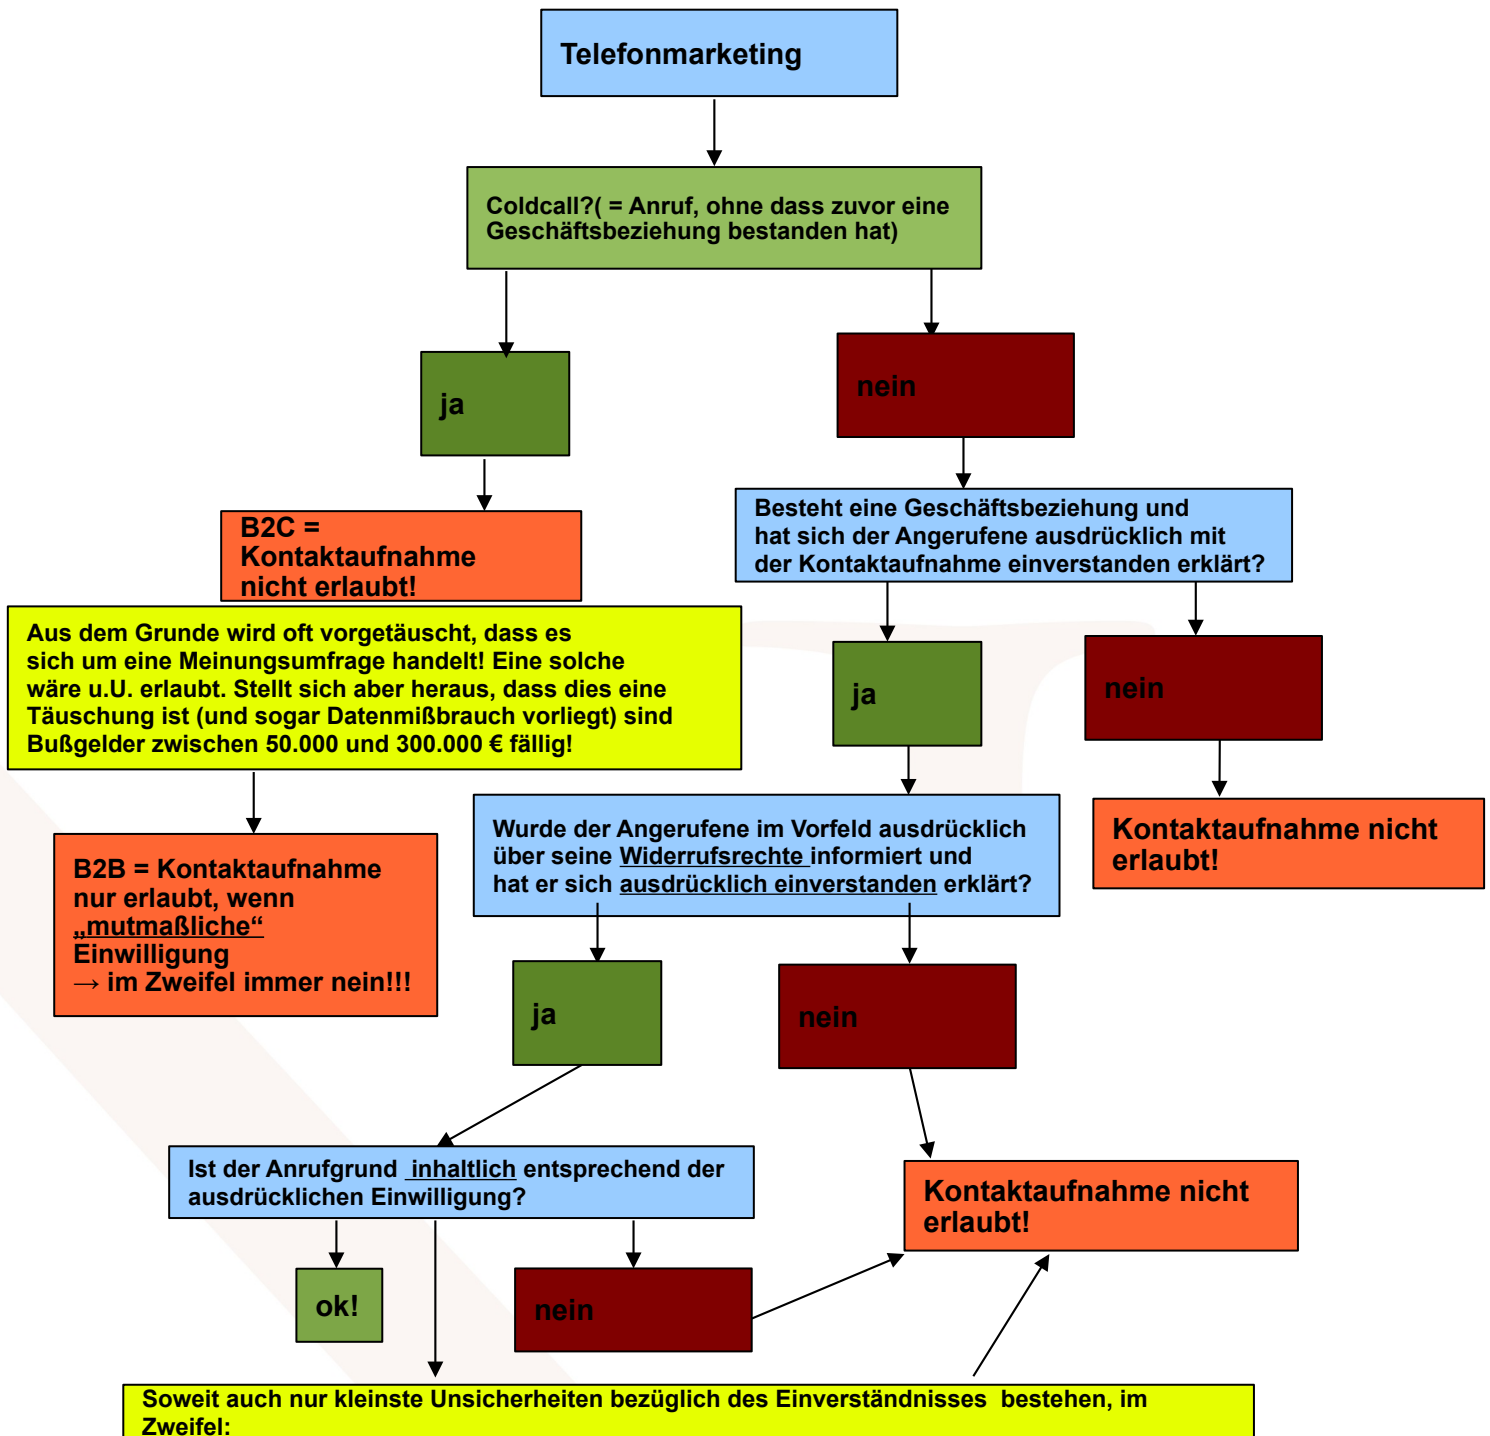 Telefonmarketing
Coldcall?( = Anruf, ohne dass zuvor eine
Geschäftsbeziehung bestanden hat)
ja
nein
B2C =
Kontaktaufnahme
nicht erlaubt!
Besteht eine Geschäftsbeziehung und
hat sich der Angerufene ausdrücklich mit
der Kontaktaufnahme einverstanden erklärt?
Aus dem Grunde wird oft vorgetäuscht, dass es
sich um eine Meinungsumfrage handelt! Eine solche
wäre u.U. erlaubt. Stellt sich aber heraus, dass dies eine
Täuschung ist (und sogar Datenmißbrauch vorliegt) sind
Bußgelder zwischen 50.000 und 300.000 € fällig!
ja
nein
Wurde der Angerufene im Vorfeld ausdrücklich
über seine Widerrufsrechte informiert und
hat er sich ausdrücklich einverstanden erklärt?
Kontaktaufnahme nicht
erlaubt!
B2B = Kontaktaufnahme
nur erlaubt, wenn
„mutmaßliche“
Einwilligung
→ im Zweifel immer nein!!!
ja
nein
Ist der Anrufgrund inhaltlich entsprechend der
ausdrücklichen Einwilligung?
Kontaktaufnahme nicht
erlaubt!
ok!
nein
Soweit auch nur kleinste Unsicherheiten bezüglich des Einverständnisses bestehen, im
Zweifel: